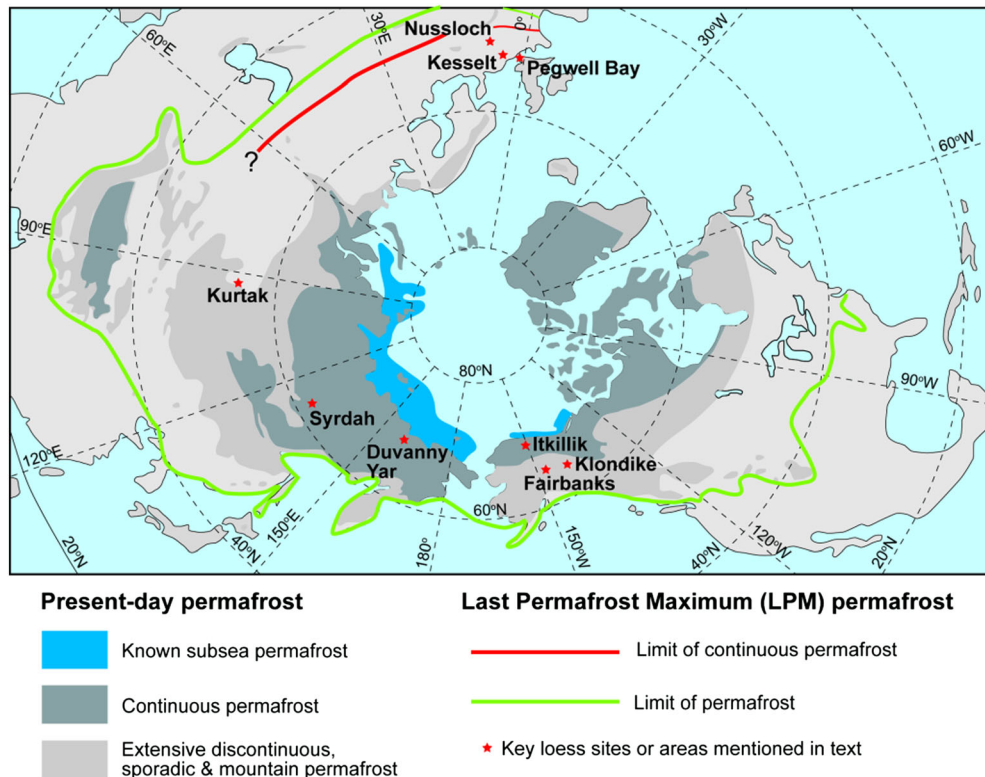 60°E
30°E
Nussloch
0°
Kesselt
Pegwell Bay
30°W
60°W
?
90°E
Kurtak
80°N
90°W
Syrdah
Duvanny
Yar
Itkillik
Klondike
Fairbanks
120°E
60°N
20°N
40°N
150°E
180°
150°W
40°N
120°W
20°N
Present-day permafrost
Known subsea permafrost
Continuous permafrost
Extensive discontinuous,
sporadic & mountain permafrost
Last Permafrost Maximum (LPM) permafrost
Limit of continuous permafrost
Limit of permafrost
Key loess sites or areas mentioned in text